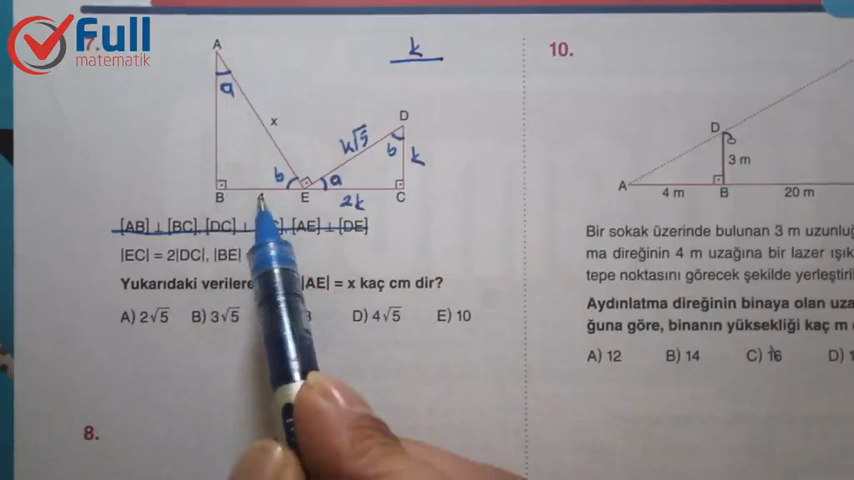 Full
matematik
7.
k
A
a
x
D
k√5
b
k
b
a
B
4
E
2k
C
[AB] ⊥ [BC], [DC] ⊥ [AE] ⊥ [DE]
|EC| = 2|DC|, |BE|
Yukarıdaki verilere |AE| = x kaç cm dir?
A) 2√5 B) 3√5 D) 4√5 E) 10
8.
10.
D
3 m
A
4 m
B
20 m
Bir sokak üzerinde bulunan 3 m uzunluğ
ma direğinin 4 m uzağına bir lazer ışık
tepe noktasını görecek şekilde yerleştiril
Aydınlatma direğinin binaya olan uza
ğuna göre, binanın yüksekliği kaç m
A) 12 B) 14 C) 16 D) 1